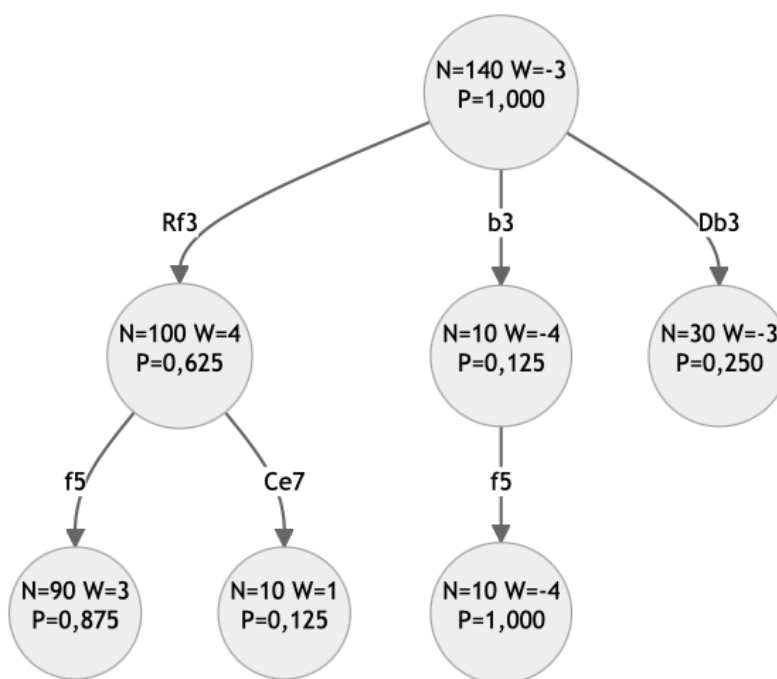 N=140 W=-3
P=1,000
Rf3
b3
Db3
N=100 W=4
P=0,625
N=10 W=-4
P=0,125
N=30 W=-3
P=0,250
f5
Ce7
f5
N=90 W=3
P=0,875
N=10 W=1
P=0,125
N=10 W=-4
P=1,000